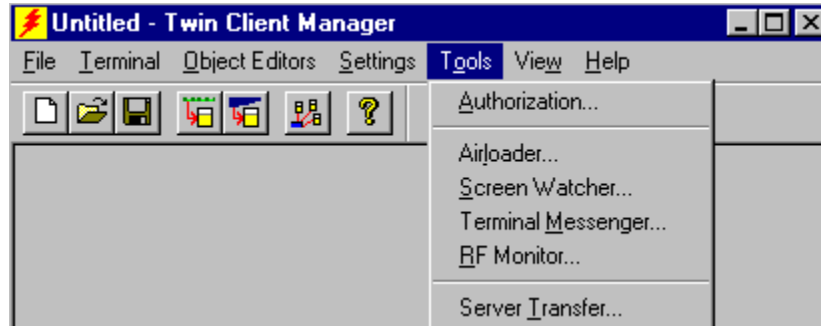 Untitled - Twin Client Manager
File Terminal Object Editors Settings Tools View Help
Authorization...
Airloader...
Screen Watcher...
Terminal Messenger...
RF Monitor...
Server Transfer...